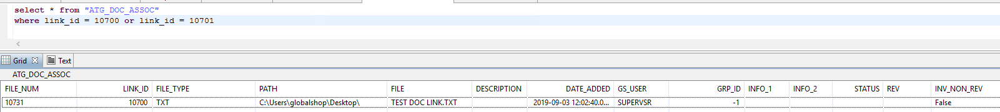 select * from "ATG_DOC_ASSOC"
where link_id = 10700 or link_id = 10701
Grid Text
ATG_DOC_ASSOC
FILE_NUM LINK_ID FILE_TYPE PATH FILE DESCRIPTION DATE_ADDED GS_USER GRP_ID INFO_1 INFO_2 STATUS REV INV_NON_REV
10731 10700 TXT C:\Users\globalshop\Desktop\ TEST DOC LINK.TXT 2019-09-03 12:02:40.0... SUPERVSR -1 False